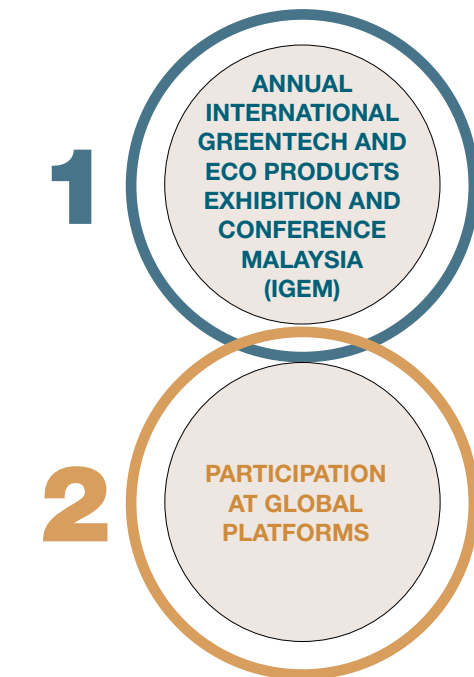 1
ANNUAL
INTERNATIONAL
GREENTECH AND
ECO PRODUCTS
EXHIBITION AND
CONFERENCE
MALAYSIA
(IGEM)
2
PARTICIPATION
AT GLOBAL
PLATFORMS